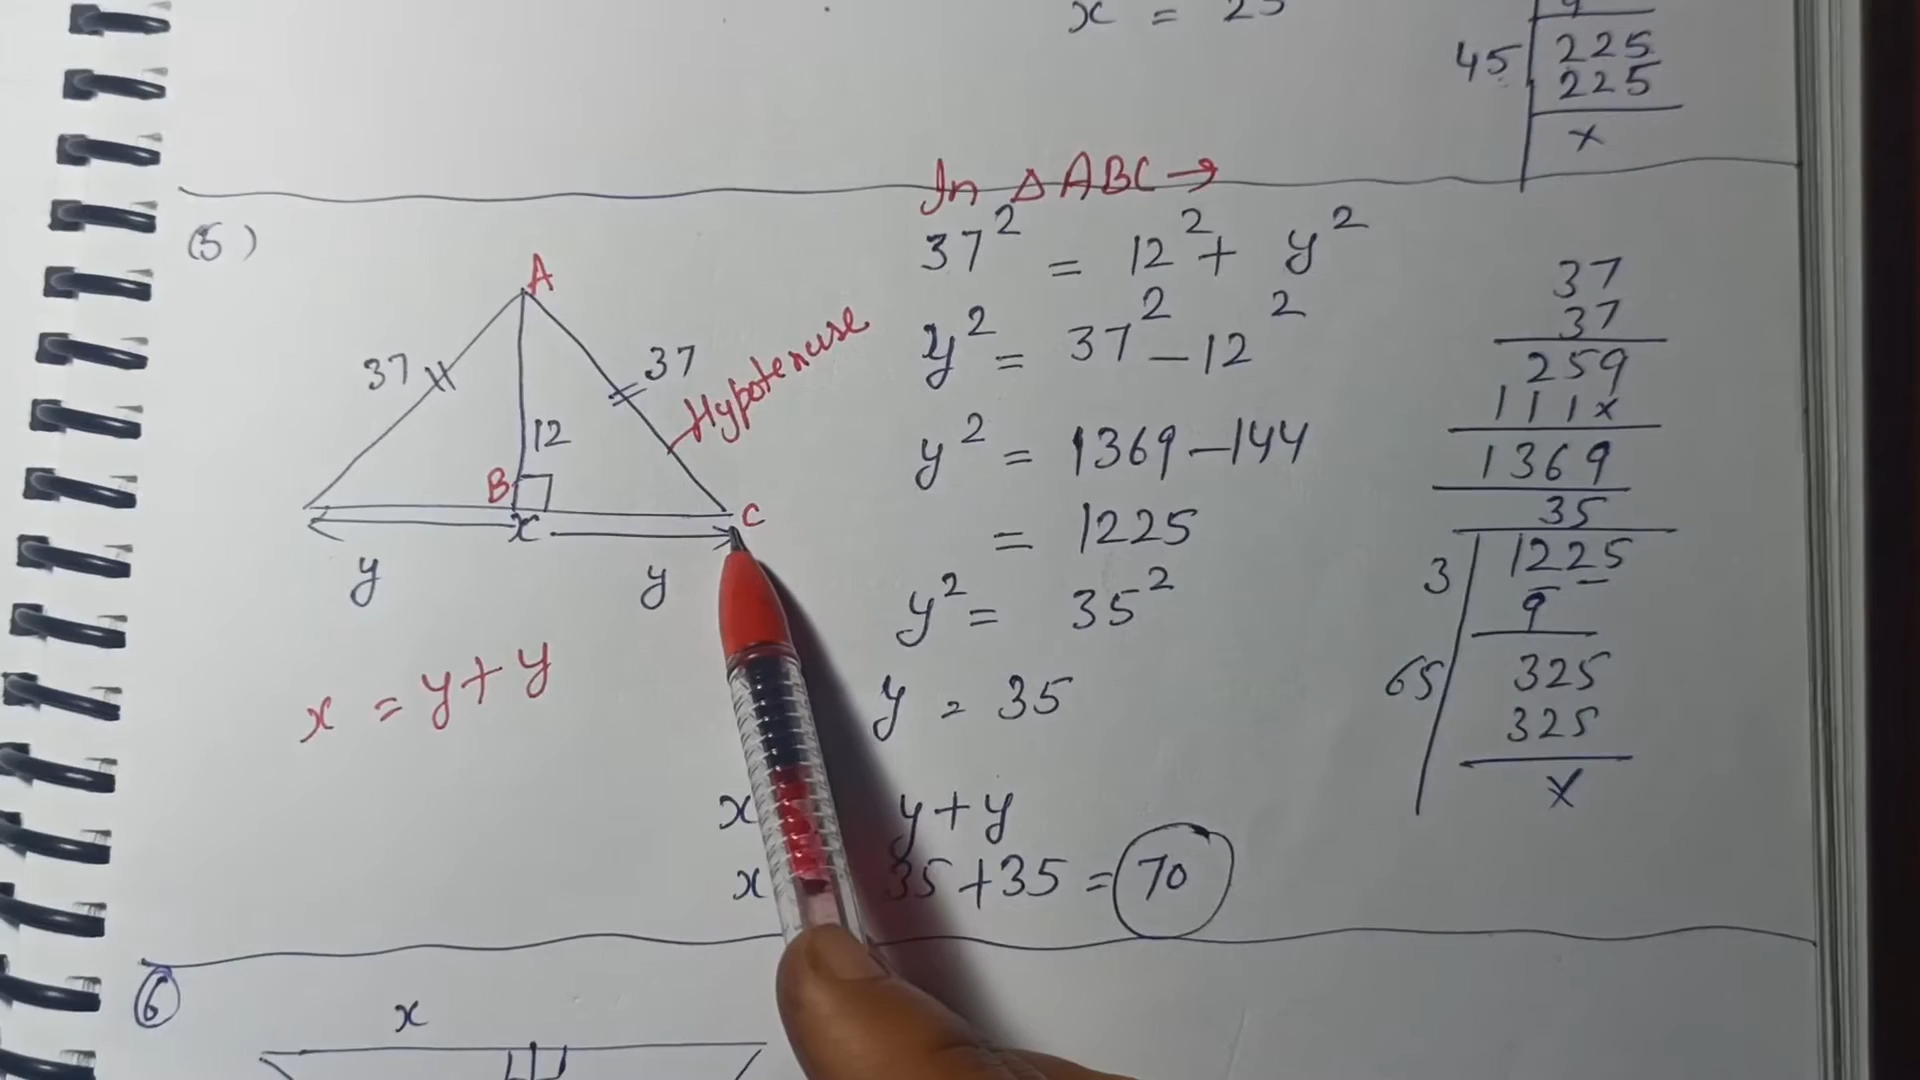 x = 25
45 225
225
x
In △ ABC →
(5)
A
37
37
Hypotenuse
12
B
x
C
y
y
x = y + y
37² = 12² + y²
y² = 37² - 12²
y² = 1369 - 144
= 1225
y² = 35²
y = 35
x y + y
x 35 + 35 = 70
37
37
259
111x
1369
35
3 1225
9
65 325
325
x
6
x